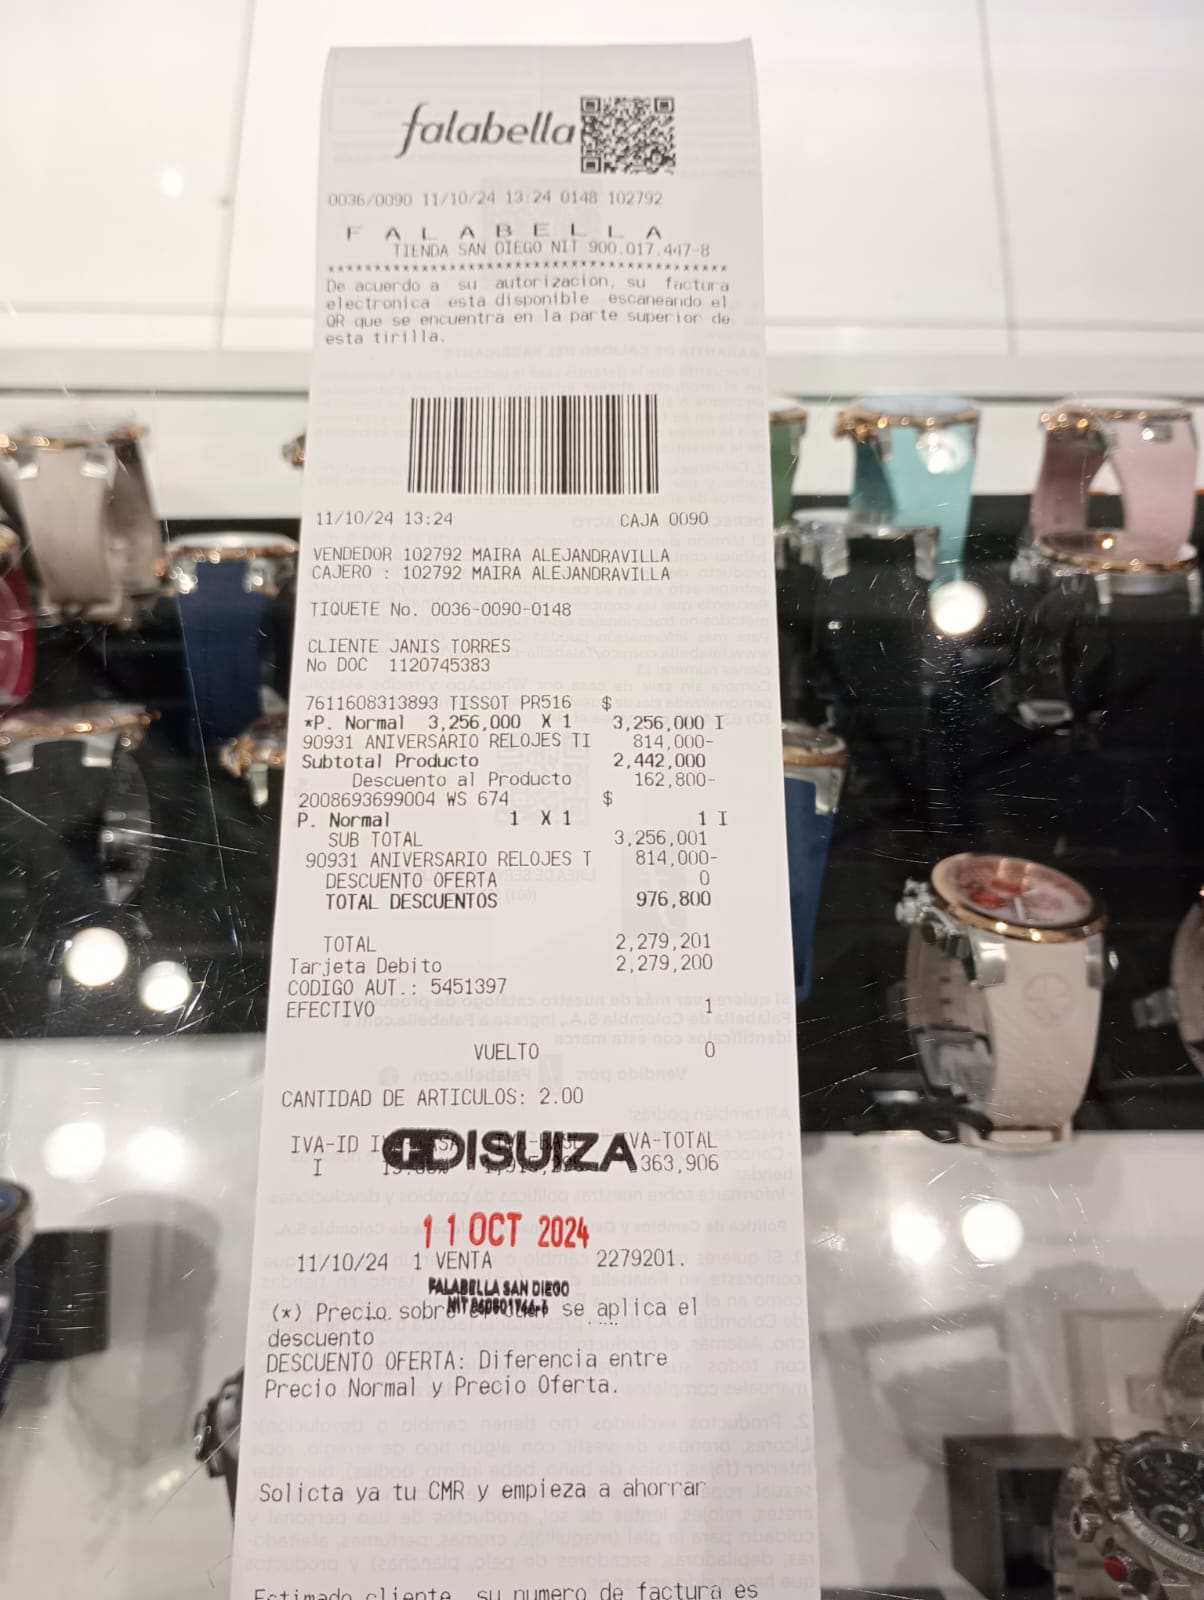 falabella
0036/0090 11/10/24 13:24 0148 102792
F A L A B E L L A
TIENDA SAN DIEGO NIT 900.017.447-8
****************************************
De acuerdo a su autorizacion, su factura
electronica esta disponible escaneando el
QR que se encuentra en la parte superior de
esta tirilla.
11/10/24 13:24 CAJA 0090
VENDEDOR 102792 MAIRA ALEJANDRAVILLA
CAJERO : 102792 MAIRA ALEJANDRAVILLA
TIQUETE No. 0036-0090-0148
CLIENTE JANIS TORRES
No DOC 1120745383
7611608313893 TISSOT PR516 $
*P. Normal 3,256,000 X 1 3,256,000 I
90931 ANIVERSARIO RELOJES TI 814,000-
Subtotal Producto 2,442,000
Descuento al Producto 162,800-
2008693699004 WS 674 $
P. Normal 1 X 1 1 I
SUB TOTAL 3,256,001
90931 ANIVERSARIO RELOJES T 814,000-
DESCUENTO OFERTA 0
TOTAL DESCUENTOS 976,800
TOTAL 2,279,201
Tarjeta Debito 2,279,200
CODIGO AUT.: 5451397
EFECTIVO 1
VUELTO 0
CANTIDAD DE ARTICULOS: 2.00
IVA-ID IVA-TOTAL
DISUIZA
I 363,906
11 OCT 2024
11/10/24 1 VENTA 2279201.
FALABELLA SAN DIEGO
(*) Precio sobre se aplica el
descuento
DESCUENTO OFERTA: Diferencia entre
Precio Normal y Precio Oferta.
Solicita ya tu CMR y empieza a ahorrar
Estimado cliente, su numero de factura es